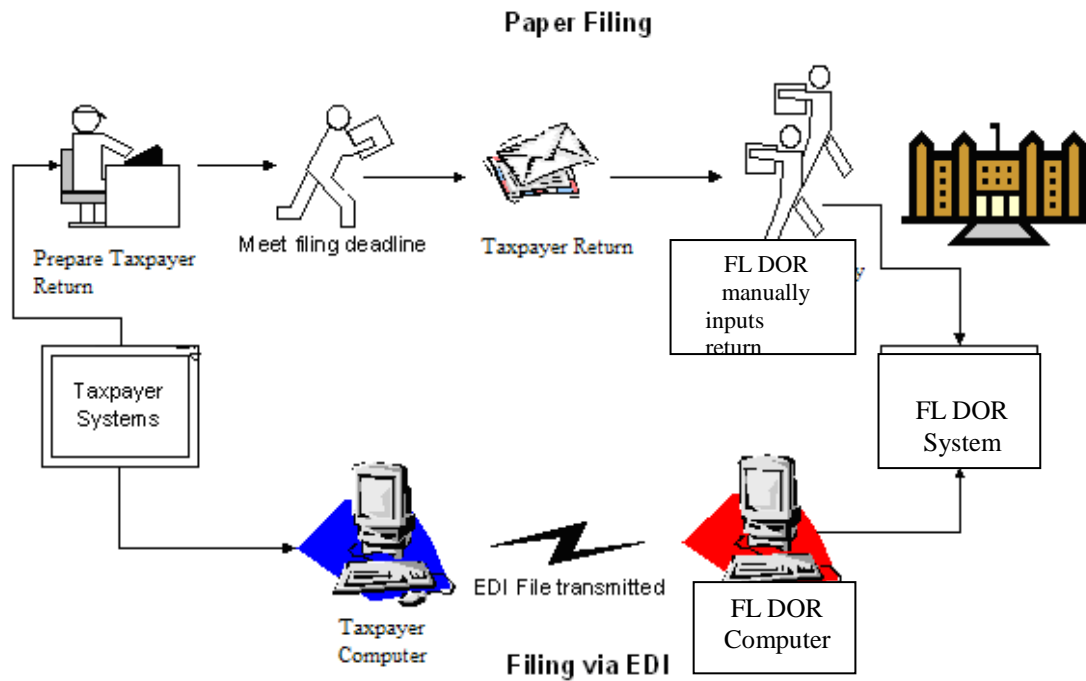 Paper Filing
Prepare Taxpayer
Return
Meet filing deadline
Taxpayer Return
FL DOR
manually
inputs
return
y
Taxpayer
Systems
FL DOR
System
Taxpayer
Computer
EDI File transmitted
FL DOR
Computer
Filing via EDI